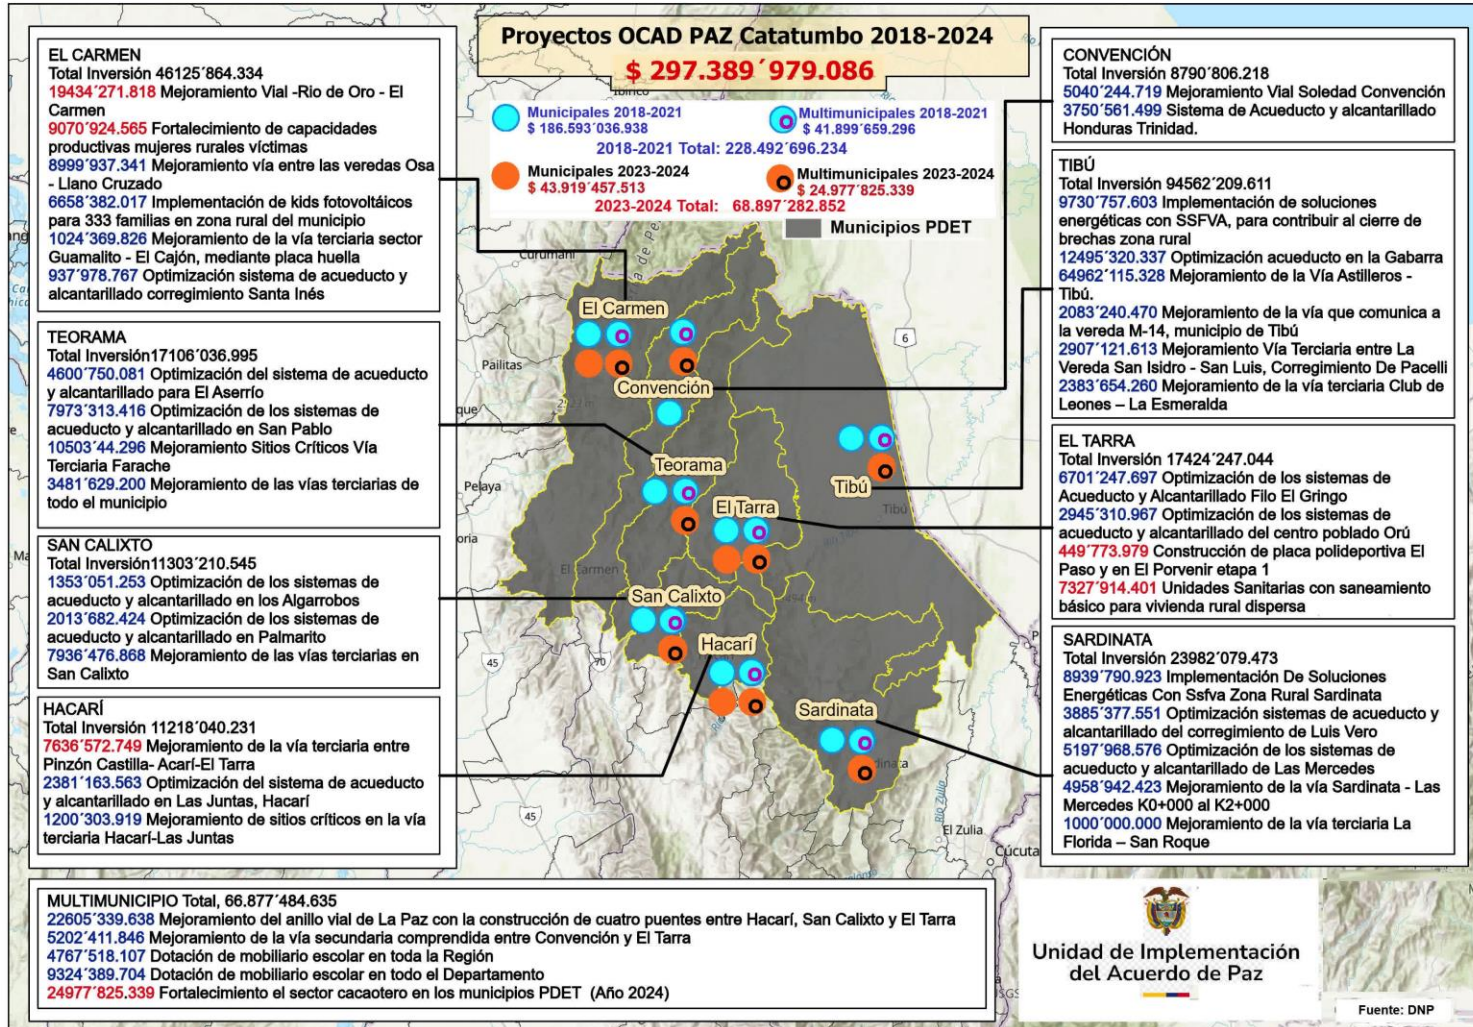 Proyectos OCAD PAZ Catatumbo 2018-2024
$ 297.389´979.086
Municipales 2018-2021
$ 186.593´036.938
Multimunicipales 2018-2021
$ 41.899´659.296
2018-2021 Total: 228.492´696.234
Municipales 2023-2024
$ 43.919´457.513
Multimunicipales 2023-2024
$ 24.977´825.339
2023-2024 Total: 68.897´282.852
Municipios PDET
EL CARMEN
Total Inversión 46125´864.334
19434´271.818 Mejoramiento Vial -Rio de Oro - El
Carmen
9070´924.565 Fortalecimiento de capacidades
productivas mujeres rurales víctimas
8999´937.341 Mejoramiento vía entre las veredas Osa
- Llano Cruzado
6658´382.017 Implementación de kids fotovoltáicos
para 333 familias en zona rural del municipio
1024´369.826 Mejoramiento de la vía terciaria sector
Guamalito - El Cajón, mediante placa huella
937´978.767 Optimización sistema de acueducto y
alcantarillado corregimiento Santa Inés
TEORAMA
Total Inversión17106´036.995
4600´750.081 Optimización del sistema de acueducto
y alcantarillado para El Aserrío
7973´313.416 Optimización de los sistemas de
acueducto y alcantarillado en San Pablo
10503´44.296 Mejoramiento Sitios Críticos Vía
Terciaria Farache
3481´629.200 Mejoramiento de las vías terciarias de
todo el municipio
SAN CALIXTO
Total Inversión11303´210.545
1353´051.253 Optimización de los sistemas de
acueducto y alcantarillado en los Algarrobos
2013´682.424 Optimización de los sistemas de
acueducto y alcantarillado en Palmarito
7936´476.868 Mejoramiento de las vías terciarias en
San Calixto
HACARÍ
Total Inversión 11218´040.231
7636´572.749 Mejoramiento de la vía terciaria entre
Pinzón Castilla- Acarí-El Tarra
2381´163.563 Optimización del sistema de acueducto
y alcantarillado en Las Juntas, Hacarí
1200´303.919 Mejoramiento de sitios críticos en la vía
terciaria Hacarí-Las Juntas
CONVENCIÓN
Total Inversión 8790´806.218
5040´244.719 Mejoramiento Vial Soledad Convención
3750´561.499 Sistema de Acueducto y alcantarillado
Honduras Trinidad.
TIBÚ
Total Inversión 94562´209.611
9730´757.603 Implementación de soluciones
energéticas con SSFVA, para contribuir al cierre de
brechas zona rural
12495´320.337 Optimización acueducto en la Gabarra
64962´115.328 Mejoramiento de la Vía Astilleros -
Tibú.
2083´240.470 Mejoramiento de la vía que comunica a
la vereda M-14, municipio de Tibú
2907´121.613 Mejoramiento Vía Terciaria entre La
Vereda San Isidro - San Luis, Corregimiento De Pacelli
2383´654.260 Mejoramiento de la vía terciaria Club de
Leones – La Esmeralda
EL TARRA
Total Inversión 17424´247.044
6701´247.697 Optimización de los sistemas de
Acueducto y Alcantarillado Filo El Gringo
2945´310.967 Optimización de los sistemas de
acueducto y alcantarillado del centro poblado Orú
449´773.979 Construcción de placa polideportiva El
Paso y en El Porvenir etapa 1
7327´914.401 Unidades Sanitarias con saneamiento
básico para vivienda rural dispersa
SARDINATA
Total Inversión 23982´079.473
8939´790.923 Implementación De Soluciones
Energéticas Con Ssfva Zona Rural Sardinata
3885´377.551 Optimización sistemas de acueducto y
alcantarillado del corregimiento de Luis Vero
5197´968.576 Optimización de los sistemas de
acueducto y alcantarillado de Las Mercedes
4958´942.423 Mejoramiento de la vía Sardinata - Las
Mercedes K0+000 al K2+000
1000´000.000 Mejoramiento de la vía terciaria La
Florida – San Roque
Curumaní
El Carmen
Pailitas
6
Convención
Teorama
Pelaya
Tibú
Tibú
El Tarra
El Carmen
San Calixto
Hacarí
45
70
Sardinata
45
Río Zulia
El Zulia
Cúcuta
MULTIMUNICIPIO Total, 66.877´484.635
22605´339.638 Mejoramiento del anillo vial de La Paz con la construcción de cuatro puentes entre Hacarí, San Calixto y El Tarra
5202´411.846 Mejoramiento de la vía secundaria comprendida entre Convención y El Tarra
4767´518.107 Dotación de mobiliario escolar en toda la Región
9324´389.704 Dotación de mobiliario escolar en todo el Departamento
24977´825.339 Fortalecimiento el sector cacaotero en los municipios PDET (Año 2024)
Unidad de Implementación
del Acuerdo de Paz
Fuente: DNP